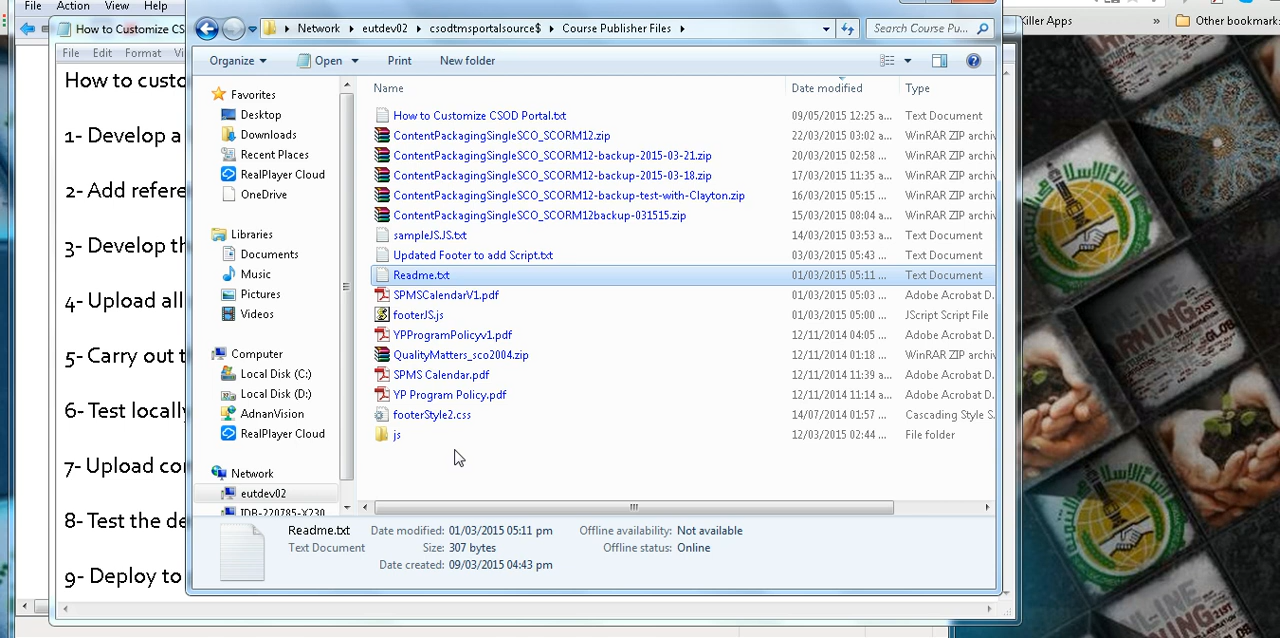 File Action View Help
How to Customize CS
File Edit Format Vi
How to custo
1- Develop a
2- Add refere
3- Develop th
4- Upload all
5- Carry out t
6- Test locally
7- Upload co
8- Test the de
9- Deploy to
Network eutdev02 csodtmsportalsource$ Course Publisher Files
Search Course Pu...
Organize Open Print New folder
Favorites
Desktop
Downloads
Recent Places
RealPlayer Cloud
OneDrive
Libraries
Documents
Music
Pictures
Videos
Computer
Local Disk (C:)
Local Disk (D:)
AdnanVision
RealPlayer Cloud
Network
eutdev02
IDB-220785-X230
Name Date modified Type
How to Customize CSOD Portal.txt 09/05/2015 12:25 a... Text Document
ContentPackagingSingleSCO_SCORM12.zip 22/03/2015 03:02 a... WinRAR ZIP archiv
ContentPackagingSingleSCO_SCORM12-backup-2015-03-21.zip 20/03/2015 02:58 ... WinRAR ZIP archiv
ContentPackagingSingleSCO_SCORM12-backup-2015-03-18.zip 17/03/2015 11:35 a... WinRAR ZIP archiv
ContentPackagingSingleSCO_SCORM12-backup-test-with-Clayton.zip 16/03/2015 05:15 ... WinRAR ZIP archiv
ContentPackagingSingleSCO_SCORM12backup-031515.zip 15/03/2015 08:04 a... WinRAR ZIP archiv
sampleJS.JS.txt 14/03/2015 03:53 a... Text Document
Updated Footer to add Script.txt 03/03/2015 05:43 ... Text Document
Readme.txt 01/03/2015 05:11 ... Text Document
SPMSCalendarV1.pdf 01/03/2015 05:03 ... Adobe Acrobat D.
footerJS.js 01/03/2015 05:00 ... JScript Script File
YPProgramPolicyv1.pdf 12/11/2014 04:05 ... Adobe Acrobat D.
QualityMatters_sco2004.zip 12/11/2014 01:18 ... WinRAR ZIP archiv
SPMS Calendar.pdf 12/11/2014 11:39 a... Adobe Acrobat D.
YP Program Policy.pdf 12/11/2014 11:14 a... Adobe Acrobat D.
footerStyle2.css 14/07/2014 01:57 ... Cascading Style S.
js 12/03/2015 02:44 ... File folder
Readme.txt Date modified: 01/03/2015 05:11 pm Offline availability: Not available
Text Document Size: 307 bytes Offline status: Online
Date created: 09/03/2015 04:43 pm
Killer Apps » Other bookmark: